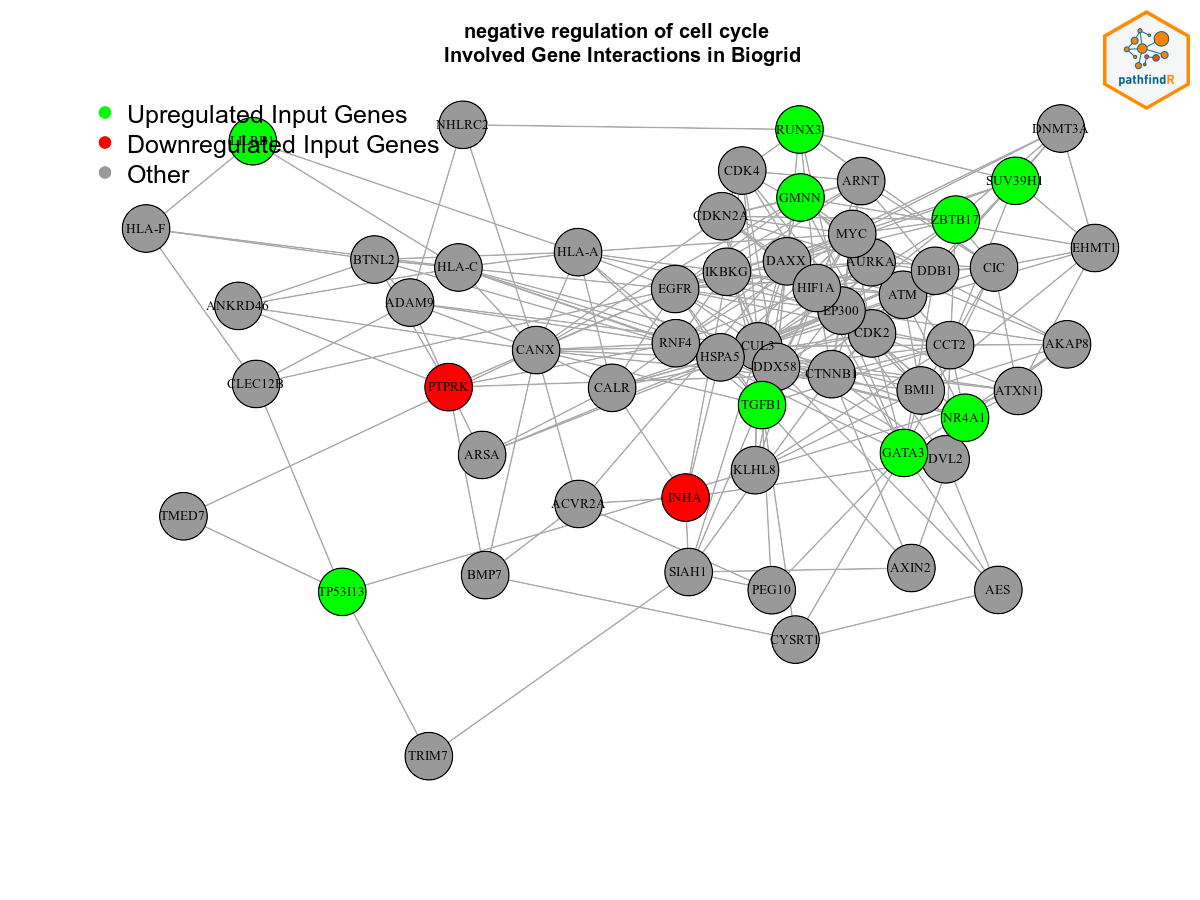 negative regulation of cell cycle
Involved Gene Interactions in Biogrid
pathfindR
Upregulated Input Genes
Downregulated Input Genes
Other
NHLRC2
RUNX3
DNMT3A
CDK4
ARNT
SUV39H1
GMNN
CDKN2A
ZBTB17
HLA-F
MYC
EHMT1
HLA-A
BTNL2
HLA-C
DAXX
AURKA
IKBKG
DDB1
CIC
EGFR
HIF1A
ATM
ANKRD46
ADAM9
EP300
CDK2
RNF4
CUL3
CCT2
AKAP8
CANX
HSPA5
DDX58
CTNNB1
CLEC12B
PTPRK
CALR
BMI1
ATXN1
TGFB1
NR4A1
ARSA
GATA3
DVL2
KLHL8
INHA
ACVR2A
TMED7
AXIN2
SIAH1
BMP7
TP53I13
PEG10
AES
CYSRT1
TRIM7